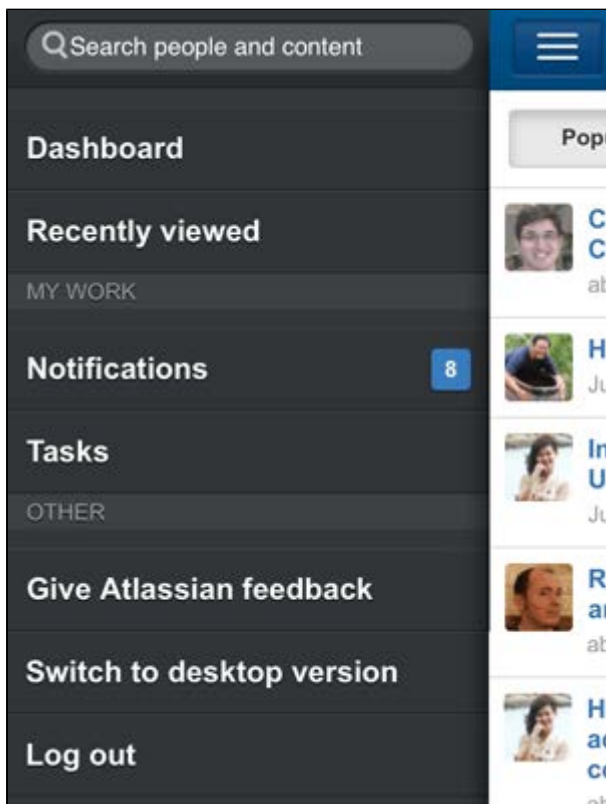 Search people and content
Dashboard
Recently viewed
MY WORK
Notifications
8
Tasks
OTHER
Give Atlassian feedback
Switch to desktop version
Log out